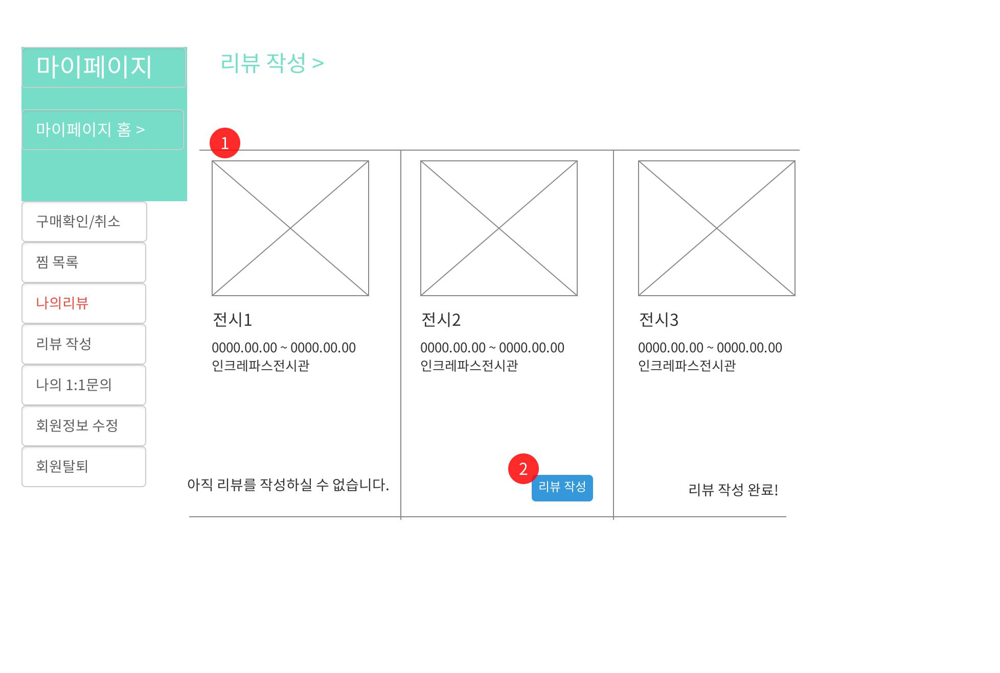 마이페이지
리뷰 작성 >
마이페이지 홈 >
구매확인/취소
찜 목록
나의리뷰
리뷰 작성
나의 1:1문의
회원정보 수정
회원탈퇴
1
전시1
0000.00.00 ~ 0000.00.00
인크레파스전시관
아직 리뷰를 작성하실 수 없습니다.
전시2
0000.00.00 ~ 0000.00.00
인크레파스전시관
2
리뷰 작성
전시3
0000.00.00 ~ 0000.00.00
인크레파스전시관
리뷰 작성 완료!